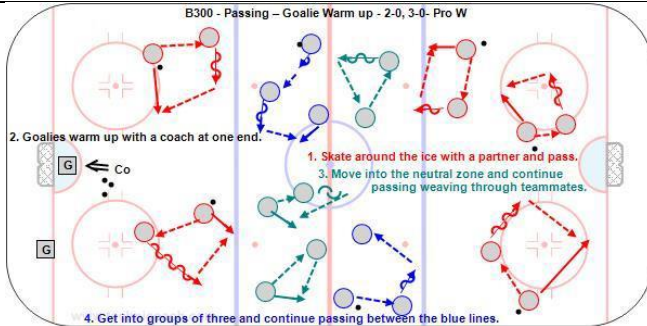 B300 - Passing – Goalie Warm up - 2-0, 3-0- Pro W
2. Goalies warm up with a coach at one end.
G
Co
1. Skate around the ice with a partner and pass.
3. Move into the neutral zone and continue
passing weaving through teammates.
G
4. Get into groups of three and continue passing between the blue lines.